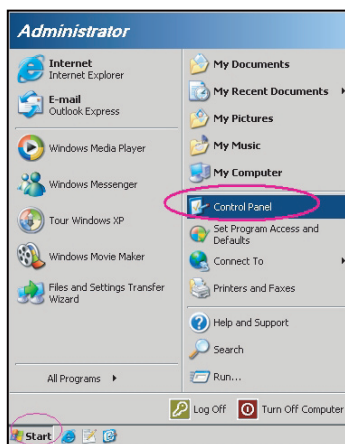 Administrator
Internet
Internet Explorer
E-mail
Outlook Express
Windows Media Player
Windows Messenger
Tour Windows XP
Windows Movie Maker
Files and Settings Transfer
Wizard
All Programs
My Documents
My Recent Documents
My Pictures
My Music
My Computer
Control Panel
Set Program Access and
Defaults
Connect To
Printers and Faxes
Help and Support
Search
Run...
Log Off
Turn Off Computer
Start